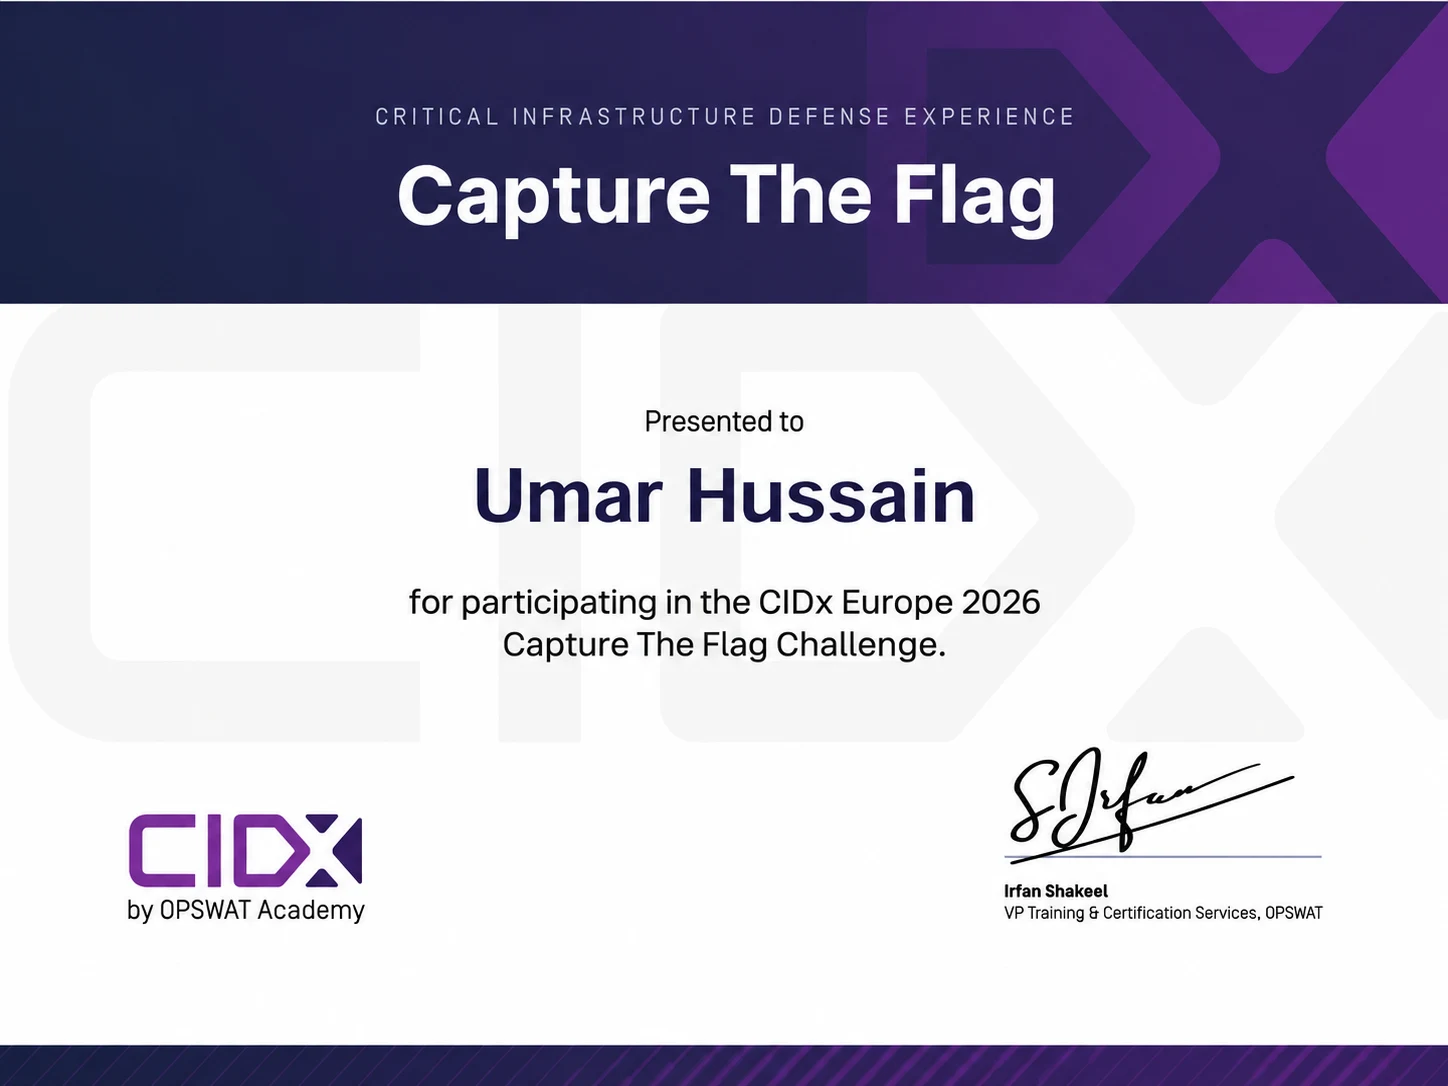 CRITICAL INFRASTRUCTURE DEFENSE EXPERIENCE
Capture The Flag
Presented to
Umar Hussain
for participating in the CIDx Europe 2026
Capture The Flag Challenge.
CIDX
by OPSWAT Academy
S Irfan
Irfan Shakeel
VP Training & Certification Services, OPSWAT